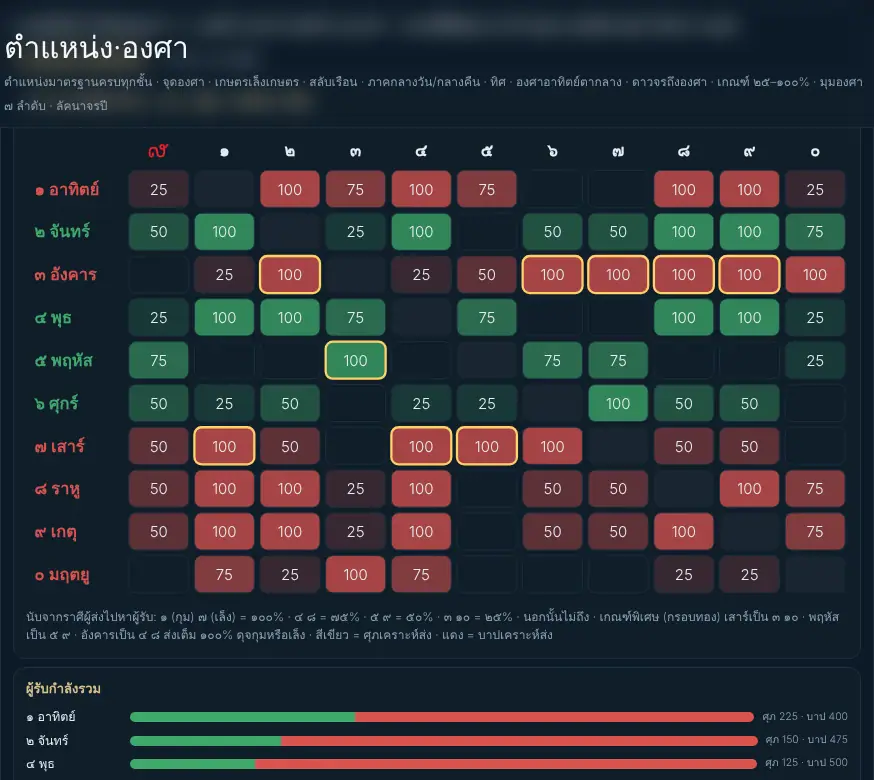 ตำแหน่ง·องศา
ตำแหน่งมาตรฐานครบทุกชั้น · จุดองศา · เกษตรเล็งเกษตร · สลับเรือน · ภาคกลางวัน/กลางคืน · ทิศ · องศาอาทิตย์ตากลาง · ดาวจรถึงองศา · เกณฑ์ ๒๕–๑๐๐% · มุมองศา
๗ ลำดับ · ลัคนาจรปี
๑ ๒ ๓ ๔ ๕ ๖ ๗ ๘ ๙ ๐
๑ อาทิตย์ 25 100 75 100 75 100 100 25
๒ จันทร์ 50 100 25 100 50 50 100 100 75
๓ อังคาร 25 100 25 50 100 100 100 100 100
๔ พุธ 25 100 100 75 75 100 100 25
๕ พฤหัส 75 100 75 75 25
๖ ศุกร์ 50 25 50 25 25 100 50 50
๗ เสาร์ 50 100 50 100 100 100 50 50
๘ ราหู 50 100 100 25 100 50 50 100 75
๙ เกตุ 50 100 100 25 100 50 50 100 75
๐ มฤตยู 75 25 100 75 25 25
นับจากราศีผู้ส่งไปหาผู้รับ: ๑ (กุม) ๗ (เล็ง) = ๑๐๐% · ๔ ๘ = ๗๕% · ๕ ๙ = ๕๐% · ๓ ๑๐ = ๒๕% · นอกนั้นไม่ถึง · เกณฑ์พิเศษ (กรอบทอง) เสาร์เป็น ๓ ๑๐ · พฤหัส
เป็น ๕ ๙ · อังคารเป็น ๔ ๘ ส่งเต็ม ๑๐๐% ดุจกุมหรือเล็ง · สีเขียว = ศุภเคราะห์ส่ง · แดง = บาปเคราะห์ส่ง
ผู้รับกำลังรวม
๑ อาทิตย์ ศุภ 225 · บาป 400
๒ จันทร์ ศุภ 150 · บาป 475
๔ พุธ ศุภ 125 · บาป 500